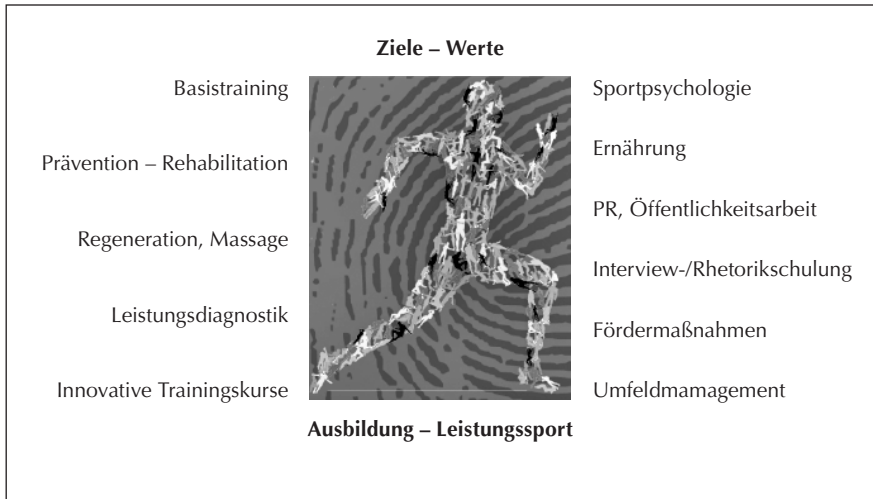 Ziele – Werte
Basistraining
Prävention – Rehabilitation
Regeneration, Massage
Leistungsdiagnostik
Innovative Trainingskurse
Sportpsychologie
Ernährung
PR, Öffentlichkeitsarbeit
Interview-/Rhetorikschulung
Fördermaßnahmen
Umfeldmamagement
Ausbildung – Leistungssport